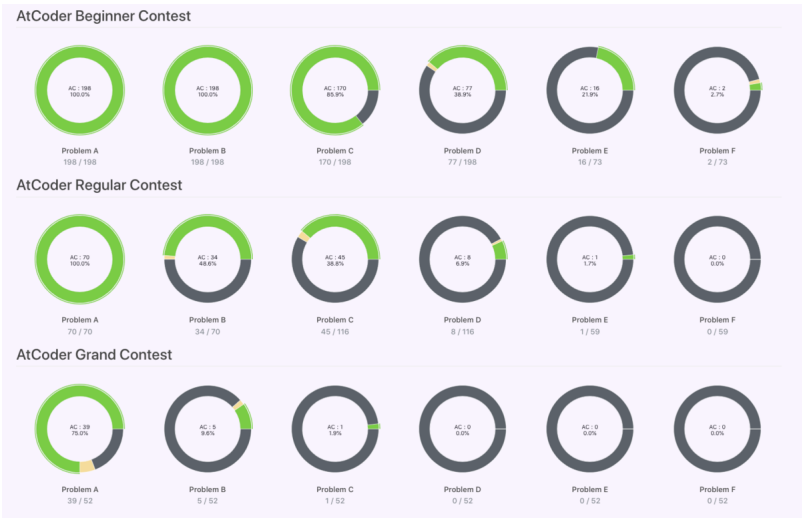 AtCoder Beginner Contest
AC : 198
100.0%
Problem A
198 / 198
AC : 198
100.0%
Problem B
198 / 198
AC : 170
85.9%
Problem C
170 / 198
AC : 77
38.9%
Problem D
77 / 198
AC : 16
21.9%
Problem E
16 / 73
AC : 2
2.7%
Problem F
2 / 73
AtCoder Regular Contest
AC : 70
100.0%
Problem A
70 / 70
AC : 34
48.6%
Problem B
34 / 70
AC : 45
38.8%
Problem C
45 / 116
AC : 8
6.9%
Problem D
8 / 116
AC : 1
1.7%
Problem E
1 / 59
AC : 0
0.0%
Problem F
0 / 59
AtCoder Grand Contest
AC : 39
75.0%
Problem A
39 / 52
AC : 5
9.6%
Problem B
5 / 52
AC : 1
1.9%
Problem C
1 / 52
AC : 0
0.0%
Problem D
0 / 52
AC : 0
0.0%
Problem E
0 / 52
AC : 0
0.0%
Problem F
0 / 52